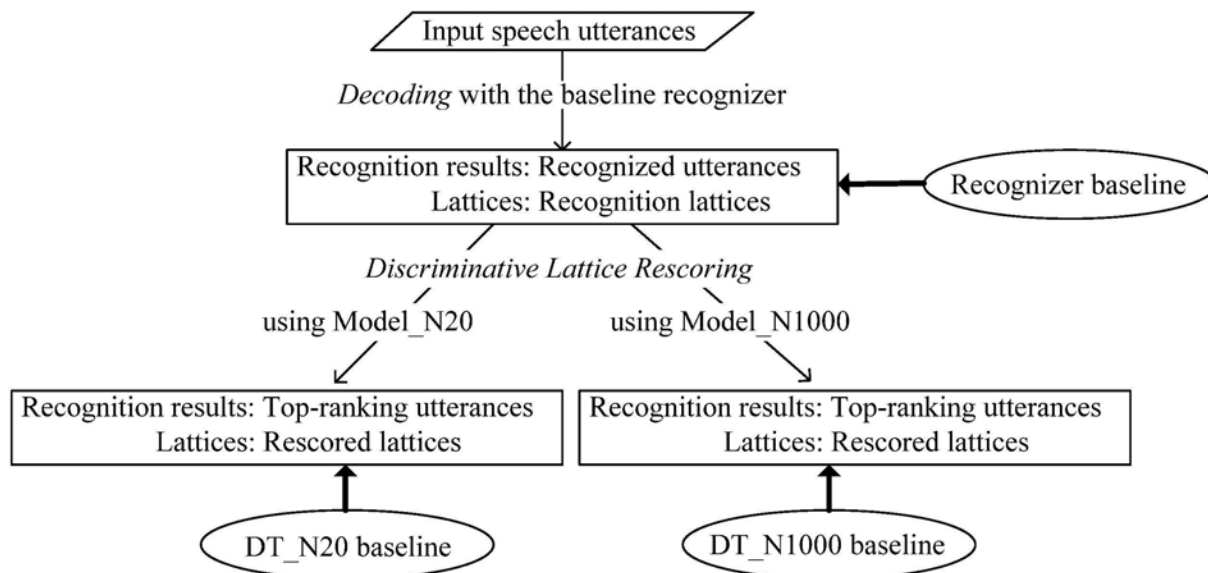 Input speech utterances
Decoding with the baseline recognizer
Recognition results: Recognized utterances
Lattices: Recognition lattices
Recognizer baseline
Discriminative Lattice Rescoring
using Model_N20
using Model_N1000
Recognition results: Top-ranking utterances
Lattices: Rescored lattices
Recognition results: Top-ranking utterances
Lattices: Rescored lattices
DT_N20 baseline
DT_N1000 baseline